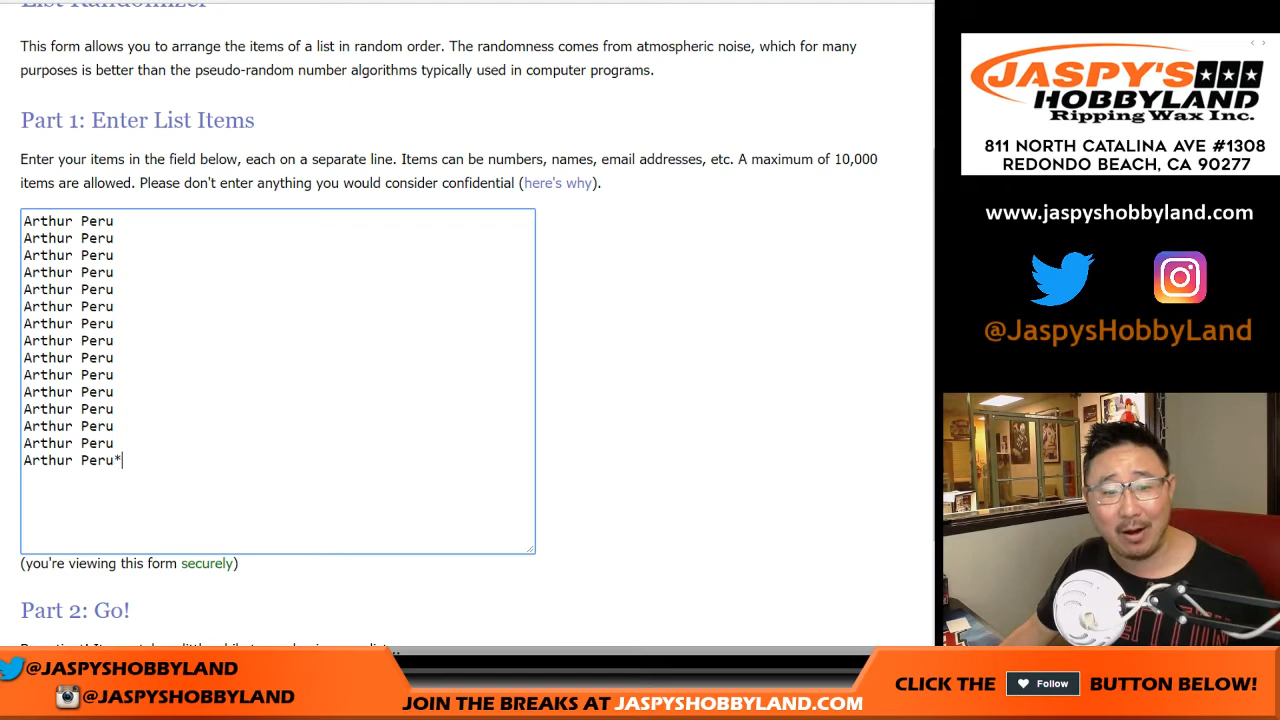 List Randomizer
This form allows you to arrange the items of a list in random order. The randomness comes from atmospheric noise, which for many
purposes is better than the pseudo-random number algorithms typically used in computer programs.
Part 1: Enter List Items
Enter your items in the field below, each on a separate line. Items can be numbers, names, email addresses, etc. A maximum of 10,000
items are allowed. Please don't enter anything you would consider confidential (here's why).
Arthur Peru
Arthur Peru
Arthur Peru
Arthur Peru
Arthur Peru
Arthur Peru
Arthur Peru
Arthur Peru
Arthur Peru
Arthur Peru
Arthur Peru
Arthur Peru
Arthur Peru
Arthur Peru
Arthur Peru*
(you're viewing this form securely)
Part 2: Go!
JASPY'S
HOBBYLAND
Ripping Wax Inc.
811 NORTH CATALINA AVE #1308
REDONDO BEACH, CA 90277
www.jaspyshobbyland.com
@JaspysHobbyLand
@JASPYSHOBBYLAND
@JASPYSHOBBYLAND
JOIN THE BREAKS AT JASPYSHOBBYLAND.COM
CLICK THE Follow BUTTON BELOW!